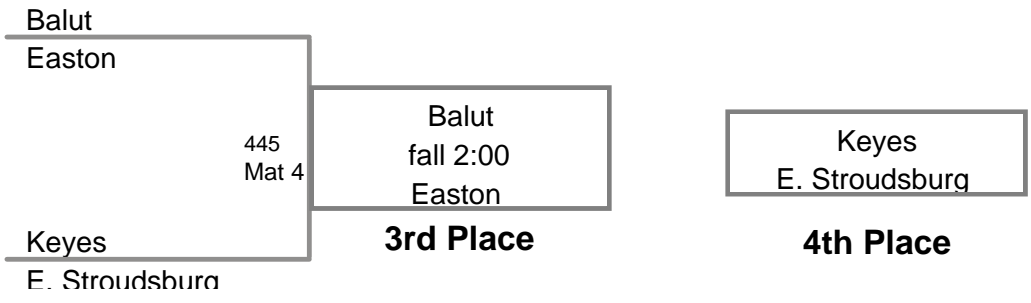 Balut
Easton
445
Mat 4
Balut
fall 2:00
Easton
3rd Place
Keyes
E. Stroudsburg
Keyes
E. Stroudsburg
4th Place